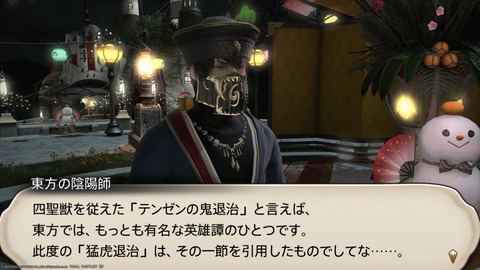 東方の陰陽師
四聖獣を従えた「テンゼンの鬼退治」と言えば、
東方では、もっとも有名な英雄譚のひとつです。
此度の「猛虎退治」は、その一節を引用したものでしてな……。